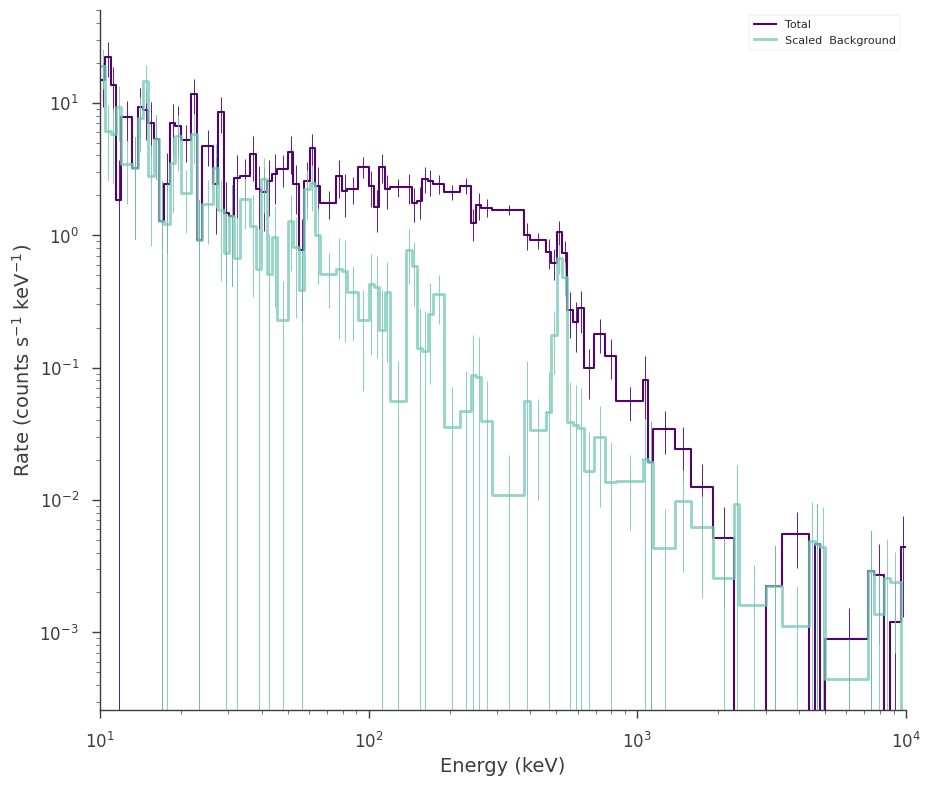 Total
Scaled  Background
10¹
10⁰
10⁻¹
10⁻²
10⁻³
Rate (counts s⁻¹ keV⁻¹)
10¹
10²
10³
10⁴
Energy (keV)